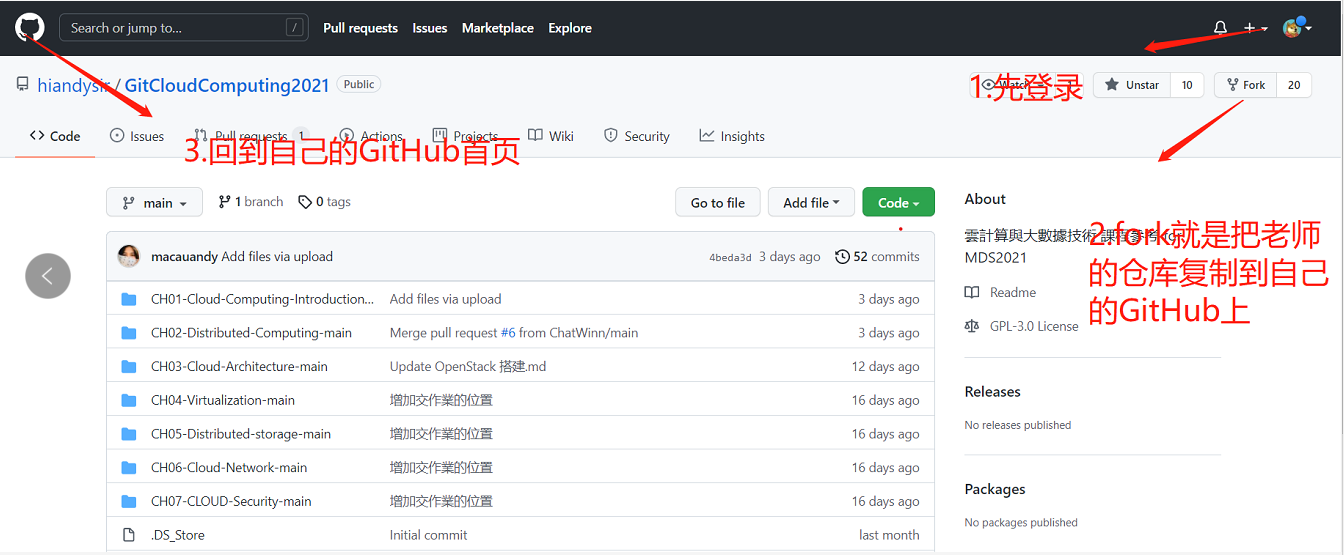 Search or jump to... /
Pull requests Issues Marketplace Explore
hiandysir / GitCloudComputing2021 Public
Watch
1.先登录
Unstar 10
Fork 20
Code Issues Pull requests 1 Actions Projects Wiki Security Insights
3.回到自己的GitHub首页
main 1 branch 0 tags Go to file Add file Code
macauandy Add files via upload 4beda3d 3 days ago 52 commits
CH01-Cloud-Computing-Introduction... Add files via upload 3 days ago
CH02-Distributed-Computing-main Merge pull request #6 from ChatWinn/main 3 days ago
CH03-Cloud-Architecture-main Update OpenStack 搭建.md 12 days ago
CH04-Virtualization-main 增加交作業的位置 16 days ago
CH05-Distributed-storage-main 增加交作業的位置 16 days ago
CH06-Cloud-Network-main 增加交作業的位置 16 days ago
CH07-CLOUD-Security-main 增加交作業的位置 16 days ago
.DS_Store Initial commit last month
About
雲計算與大數據技術 課程參考 for
MDS2021
Readme
GPL-3.0 License
2.fork就是把老师
的仓库复制到自己
的GitHub上
Releases
No releases published
Packages
No packages published